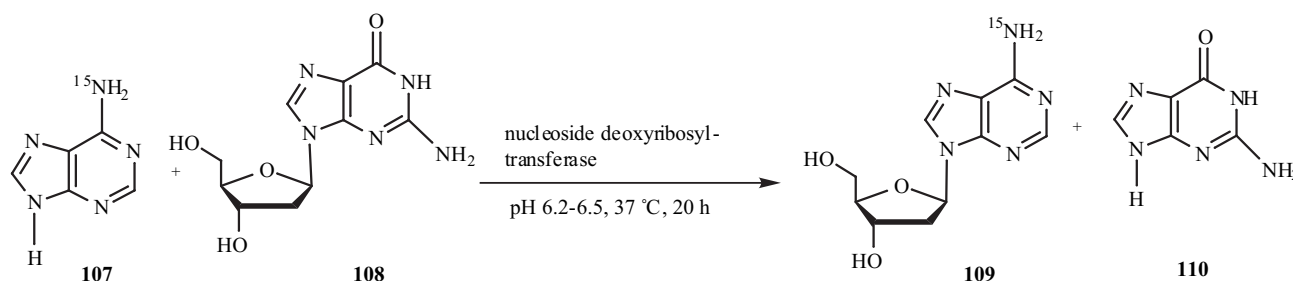 O
¹⁵NH₂
N
N
N
N
H
107
+
HO
O
HO
N
N
N
N
NH
NH₂
108
nucleoside deoxyribosyl-
transferase
pH 6.2-6.5, 37 °C, 20 h
¹⁵NH₂
N
N
N
N
HO
O
HO
109
+
O
N
NH
N
N
NH₂
H
110